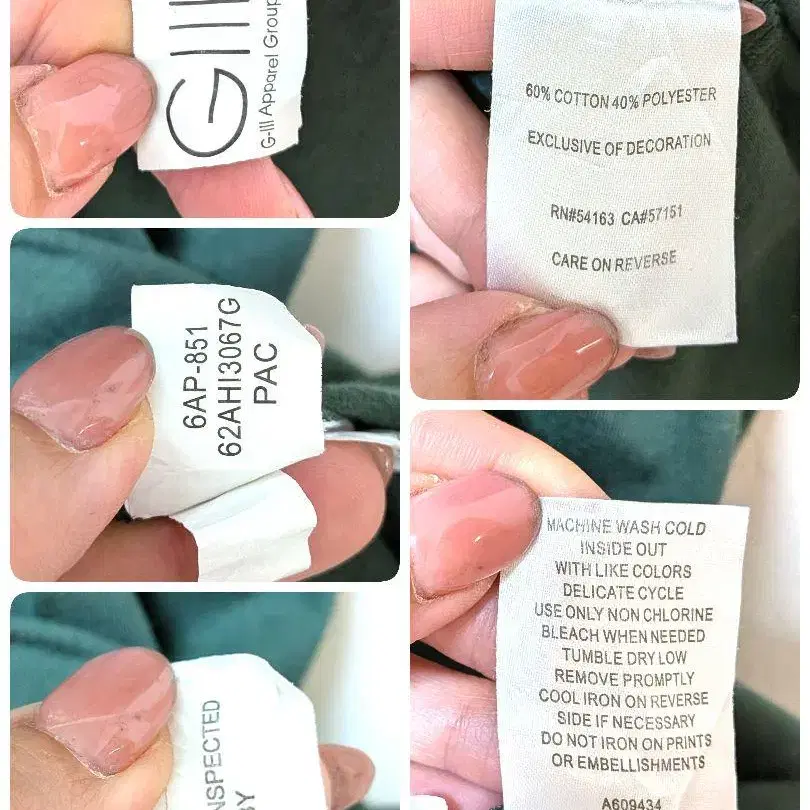 GIII
G-III Apparel Group
60% COTTON 40% POLYESTER
EXCLUSIVE OF DECORATION
RN#54163 CA#57151
CARE ON REVERSE
6AP-851
62AHI3067G
PAC
MACHINE WASH COLD
INSIDE OUT
WITH LIKE COLORS
DELICATE CYCLE
USE ONLY NON CHLORINE
BLEACH WHEN NEEDED
TUMBLE DRY LOW
REMOVE PROMPTLY
COOL IRON ON REVERSE
SIDE IF NECESSARY
DO NOT IRON ON PRINTS
OR EMBELLISHMENTS
A609434
NSPECTED
BY